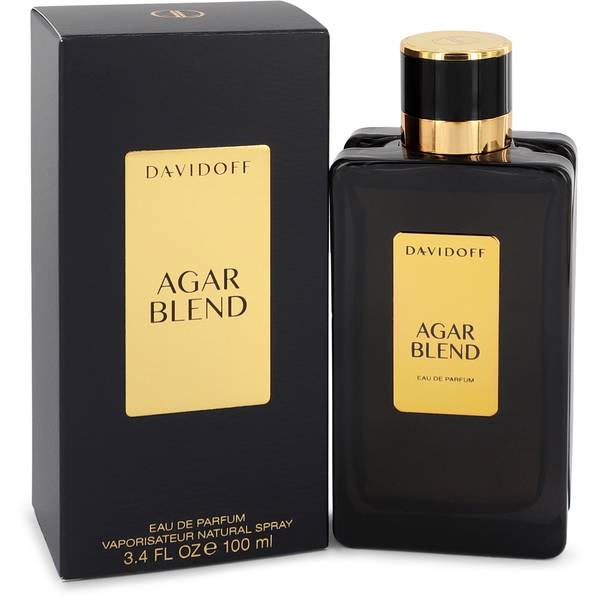 DAVIDOFF
AGAR
BLEND
EAU DE PARFUM
VAPORISATEUR NATURAL SPRAY
3.4 FL OZ e 100 ml
DAVIDOFF
AGAR
BLEND
EAU DE PARFUM